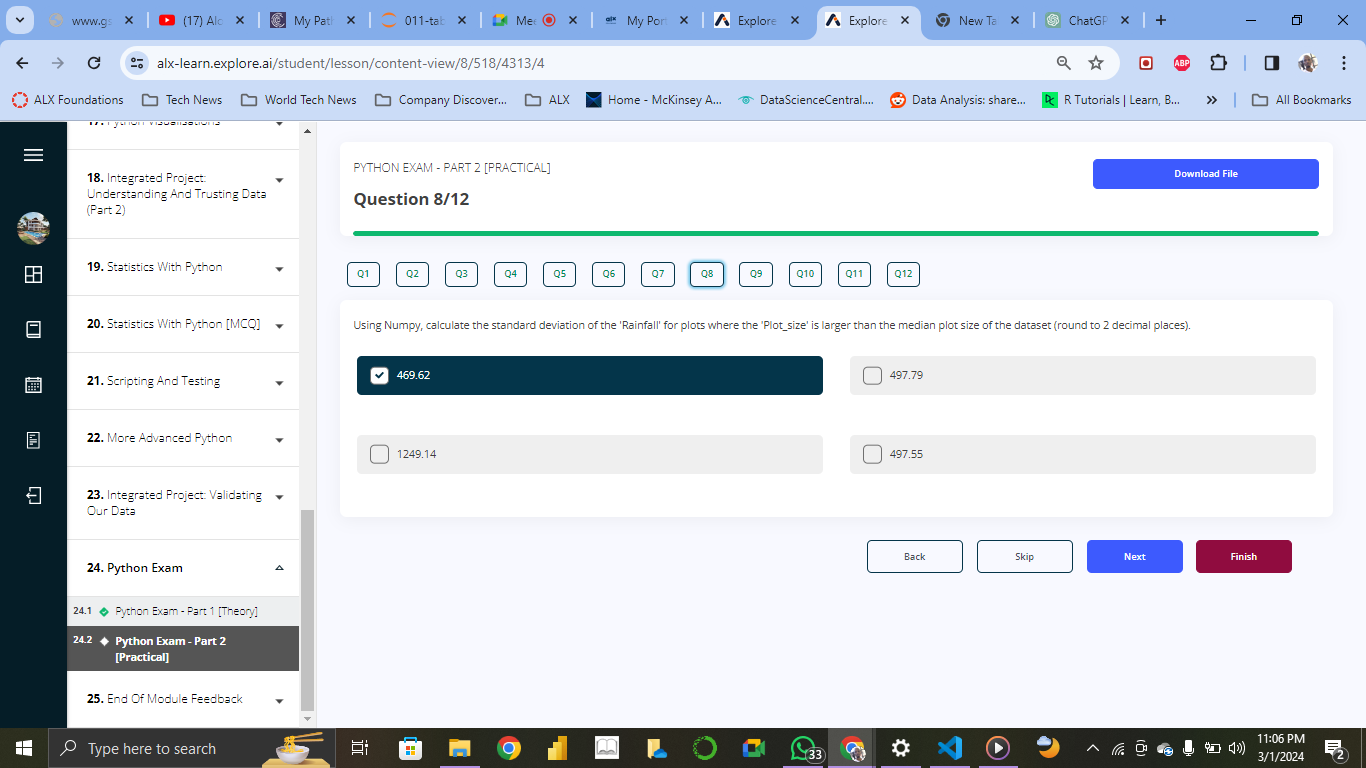 www.gs
(17) Alc
My Path
011-tab
Mee
My Por
Explore
Explore
New Ta
ChatGP
alx-learn.explore.ai/student/lesson/content-view/8/518/4313/4
ABP
ALX Foundations
Tech News
World Tech News
Company Discover...
ALX
Home - McKinsey A...
DataScienceCentral....
Data Analysis: share...
R Tutorials | Learn, B...
»
All Bookmarks
17. Python Visualisations
18. Integrated Project:
Understanding And Trusting Data
(Part 2)
19. Statistics With Python
20. Statistics With Python [MCQ]
21. Scripting And Testing
22. More Advanced Python
23. Integrated Project: Validating
Our Data
24. Python Exam
24.1 Python Exam - Part 1 [Theory]
24.2 Python Exam - Part 2
[Practical]
25. End Of Module Feedback
PYTHON EXAM - PART 2 [PRACTICAL]
Download File
Question 8/12
Q1 Q2 Q3 Q4 Q5 Q6 Q7 Q8 Q9 Q10 Q11 Q12
Using Numpy, calculate the standard deviation of the 'Rainfall' for plots where the 'Plot_size' is larger than the median plot size of the dataset (round to 2 decimal places).
469.62
497.79
1249.14
497.55
Back
Skip
Next
Finish
Type here to search
33
11:06 PM
3/1/2024
2